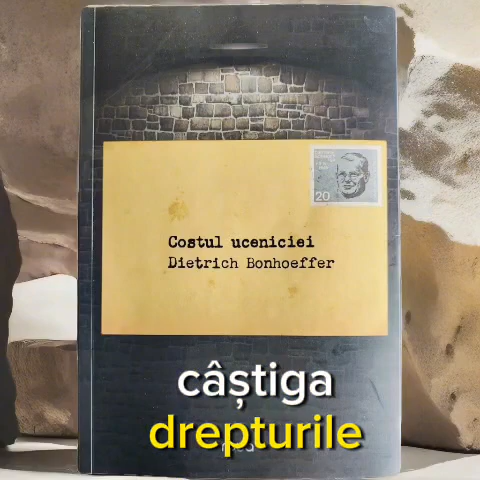 20
Costul uceniciei
Dietrich Bonhoeffer
câștiga
drepturile